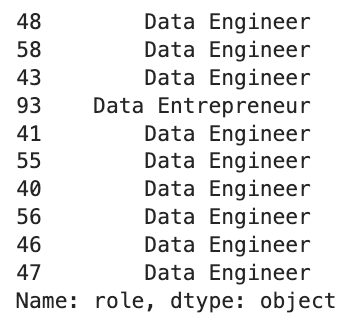 48 Data Engineer
58 Data Engineer
43 Data Engineer
93 Data Entrepreneur
41 Data Engineer
55 Data Engineer
40 Data Engineer
56 Data Engineer
46 Data Engineer
47 Data Engineer
Name: role, dtype: object